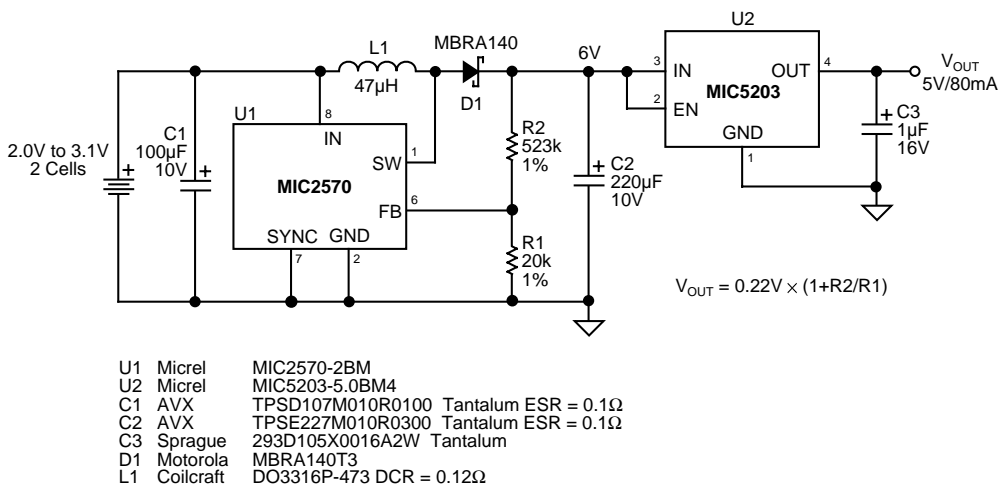 U2
L1
MBRA140
6V
VOUT
5V/80mA
3
IN
OUT
4
MIC5203
2
EN
GND
1
47µH
D1
U1
8
IN
C1
100µF
10V
2.0V to 3.1V
2 Cells
SW
1
MIC2570
FB
6
SYNC
GND
7
2
R2
523k
1%
R1
20k
1%
C2
220µF
10V
C3
1µF
16V
VOUT = 0.22V × (1+R2/R1)
U1 Micrel MIC2570-2BM
U2 Micrel MIC5203-5.0BM4
C1 AVX TPSD107M010R0100 Tantalum ESR = 0.1Ω
C2 AVX TPSE227M010R0300 Tantalum ESR = 0.1Ω
C3 Sprague 293D105X0016A2W Tantalum
D1 Motorola MBRA140T3
L1 Coilcraft DO3316P-473 DCR = 0.12Ω